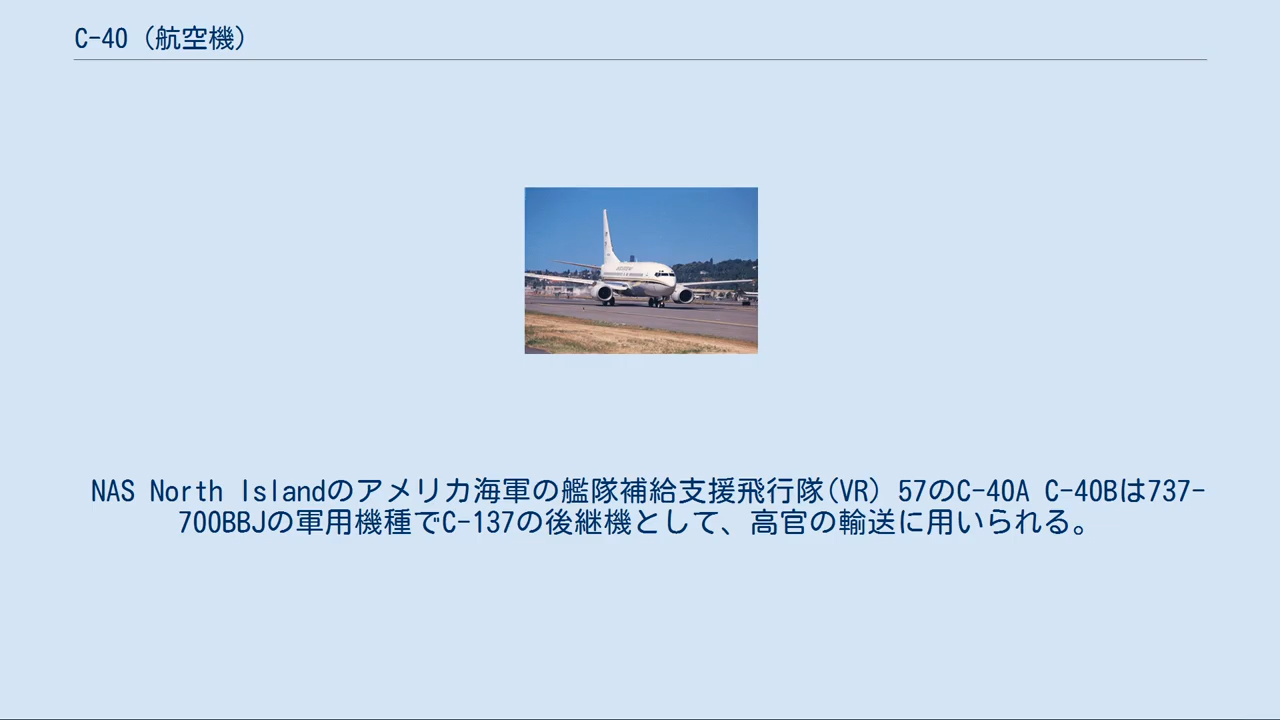 C-40（航空機）
NAS North Islandのアメリカ海軍の艦隊補給支援飛行隊(VR) 57のC-40A C-40Bは737-
700BBJの軍用機種でC-137の後継機として、高官の輸送に用いられる。